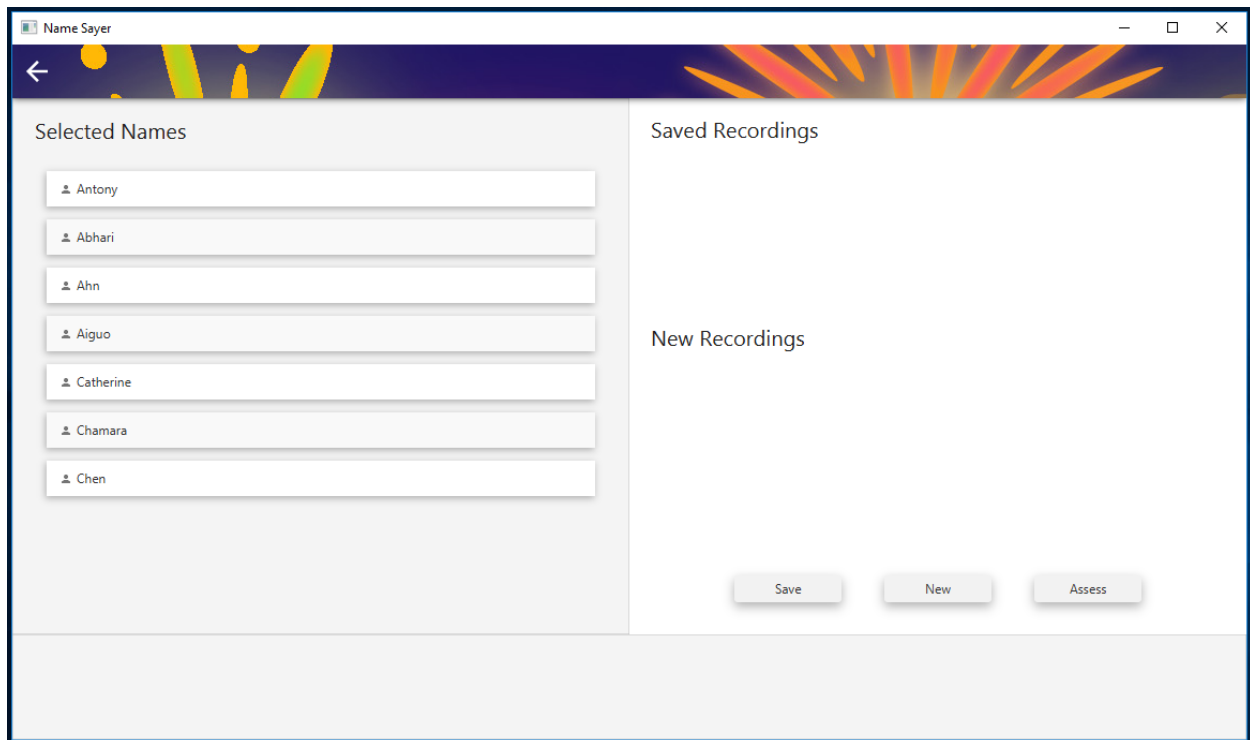 Name Sayer
Selected Names
Antony
Abhari
Ahn
Aiguo
Catherine
Chamara
Chen
Saved Recordings
New Recordings
Save
New
Assess